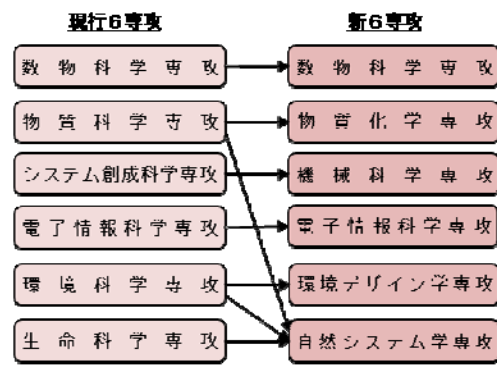 現行6専攻
新6専攻
数物科学専攻
数物科学専攻
物質科学専攻
物質化学専攻
システム創成科学専攻
機械科学専攻
電子情報科学専攻
電子情報科学専攻
環境科学専攻
環境デザイン学専攻
生命科学専攻
自然システム学専攻